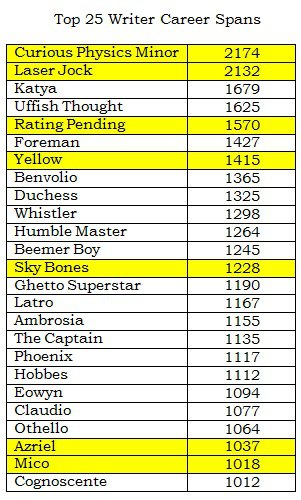 Top 25 Writer Career Spans
Curious Physics Minor 2174
Laser Jock 2132
Katya 1679
Uffish Thought 1625
Rating Pending 1570
Foreman 1427
Yellow 1415
Benvolio 1365
Duchess 1325
Whistler 1298
Humble Master 1264
Beemer Boy 1245
Sky Bones 1228
Ghetto Superstar 1190
Latro 1167
Ambrosia 1155
The Captain 1135
Phoenix 1117
Hobbes 1112
Eowyn 1094
Claudio 1077
Othello 1064
Azriel 1037
Mico 1018
Cognoscente 1012